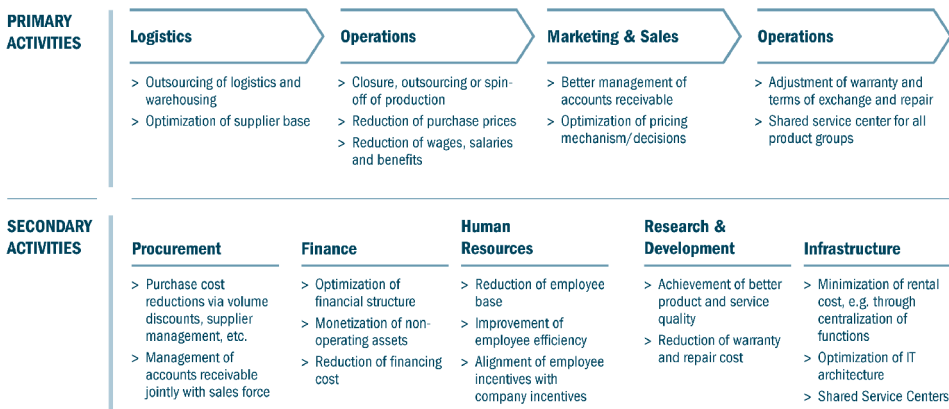 PRIMARY
ACTIVITIES
Logistics
> Outsourcing of logistics and
warehousing
> Optimization of supplier base
Operations
> Closure, outsourcing or spin-
off of production
> Reduction of purchase prices
> Reduction of wages, salaries
and benefits
Marketing & Sales
> Better management of
accounts receivable
> Optimization of pricing
mechanism/decisions
Operations
> Adjustment of warranty and
terms of exchange and repair
> Shared service center for all
product groups
SECONDARY
ACTIVITIES
Procurement
> Purchase cost
reductions via volume
discounts, supplier
management, etc.
> Management of
accounts receivable
jointly with sales force
Finance
> Optimization of
financial structure
> Monetization of non-
operating assets
> Reduction of financing
cost
Human
Resources
> Reduction of employee
base
> Improvement of
employee efficiency
> Alignment of employee
incentives with
company incentives
Research &
Development
> Achievement of better
product and service
quality
> Reduction of warranty
and repair cost
Infrastructure
> Minimization of rental
cost, e.g. through
centralization of
functions
> Optimization of IT
architecture
> Shared Service Centers